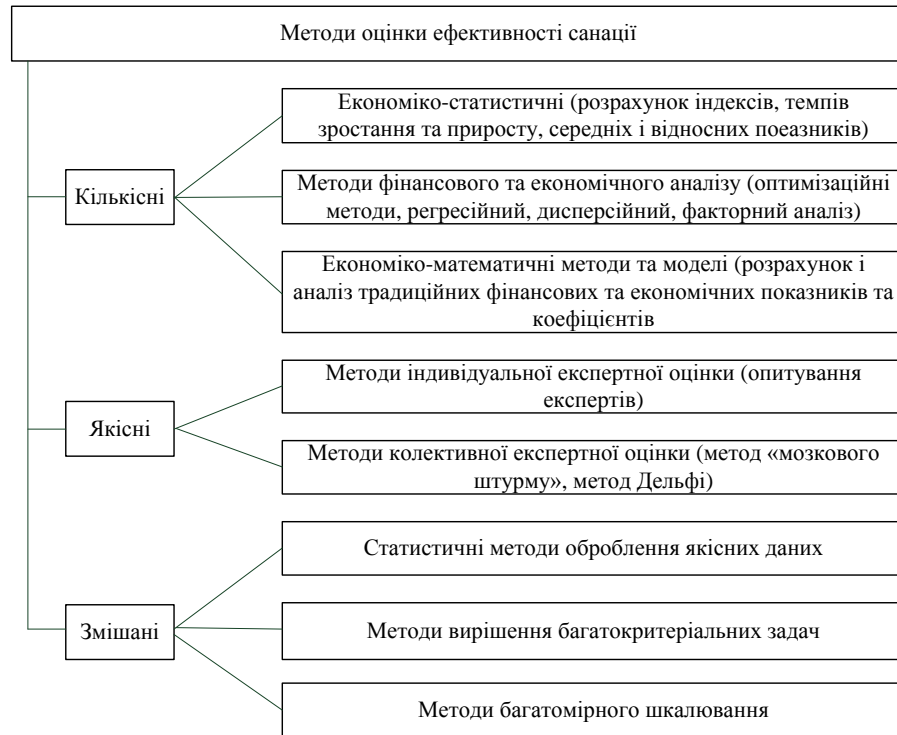 Методи оцінки ефективності санації
Економіко-статистичні (розрахунок індексів, темпів
зростання та приросту, середніх і відносних поеазників)
Кількісні
Методи фінансового та економічного аналізу (оптимізаційні
методи, регресійний, дисперсійний, факторний аналіз)
Економіко-математичні методи та моделі (розрахунок і
аналіз традиційних фінансових та економічних показників та
коефіцієнтів
Методи індивідуальної експертної оцінки (опитування
експертів)
Якісні
Методи колективної експертної оцінки (метод «мозкового
штурму», метод Дельфі)
Статистичні методи оброблення якісних даних
Змішані
Методи вирішення багатокритеріальних задач
Методи багатомірного шкалювання